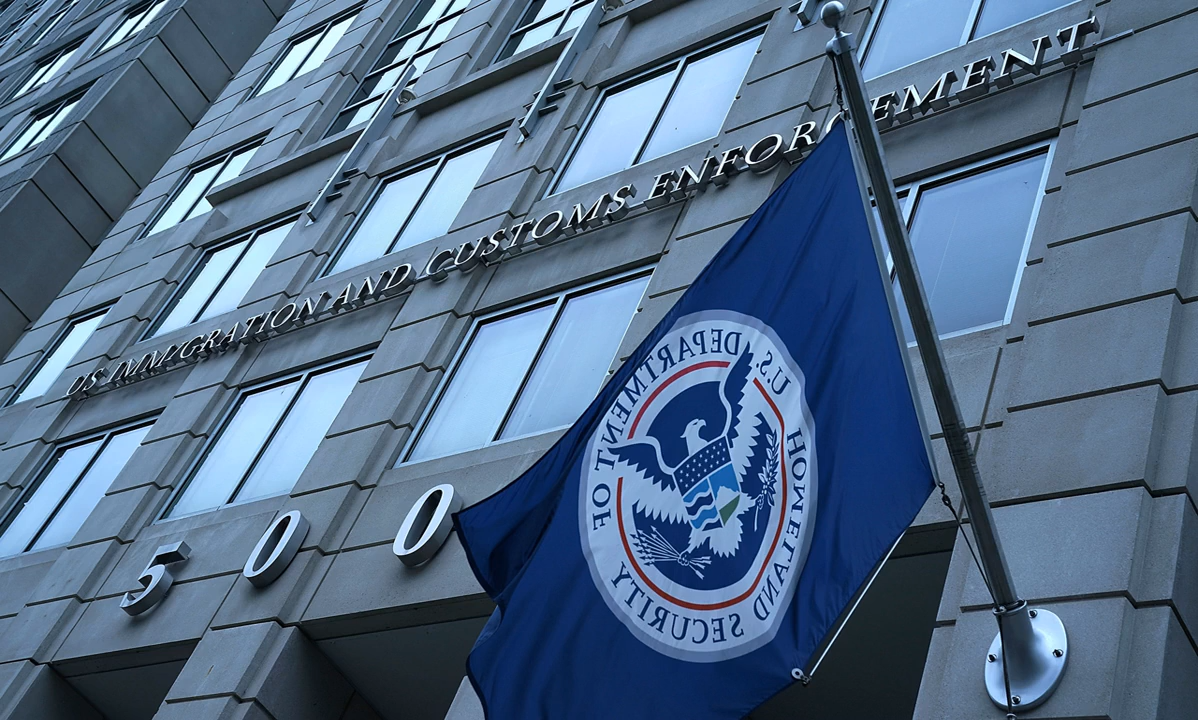 US IMMIGRATION AND CUSTOMS ENFORCEMENT
500
U.S. DEPARTMENT OF HOMELAND SECURITY